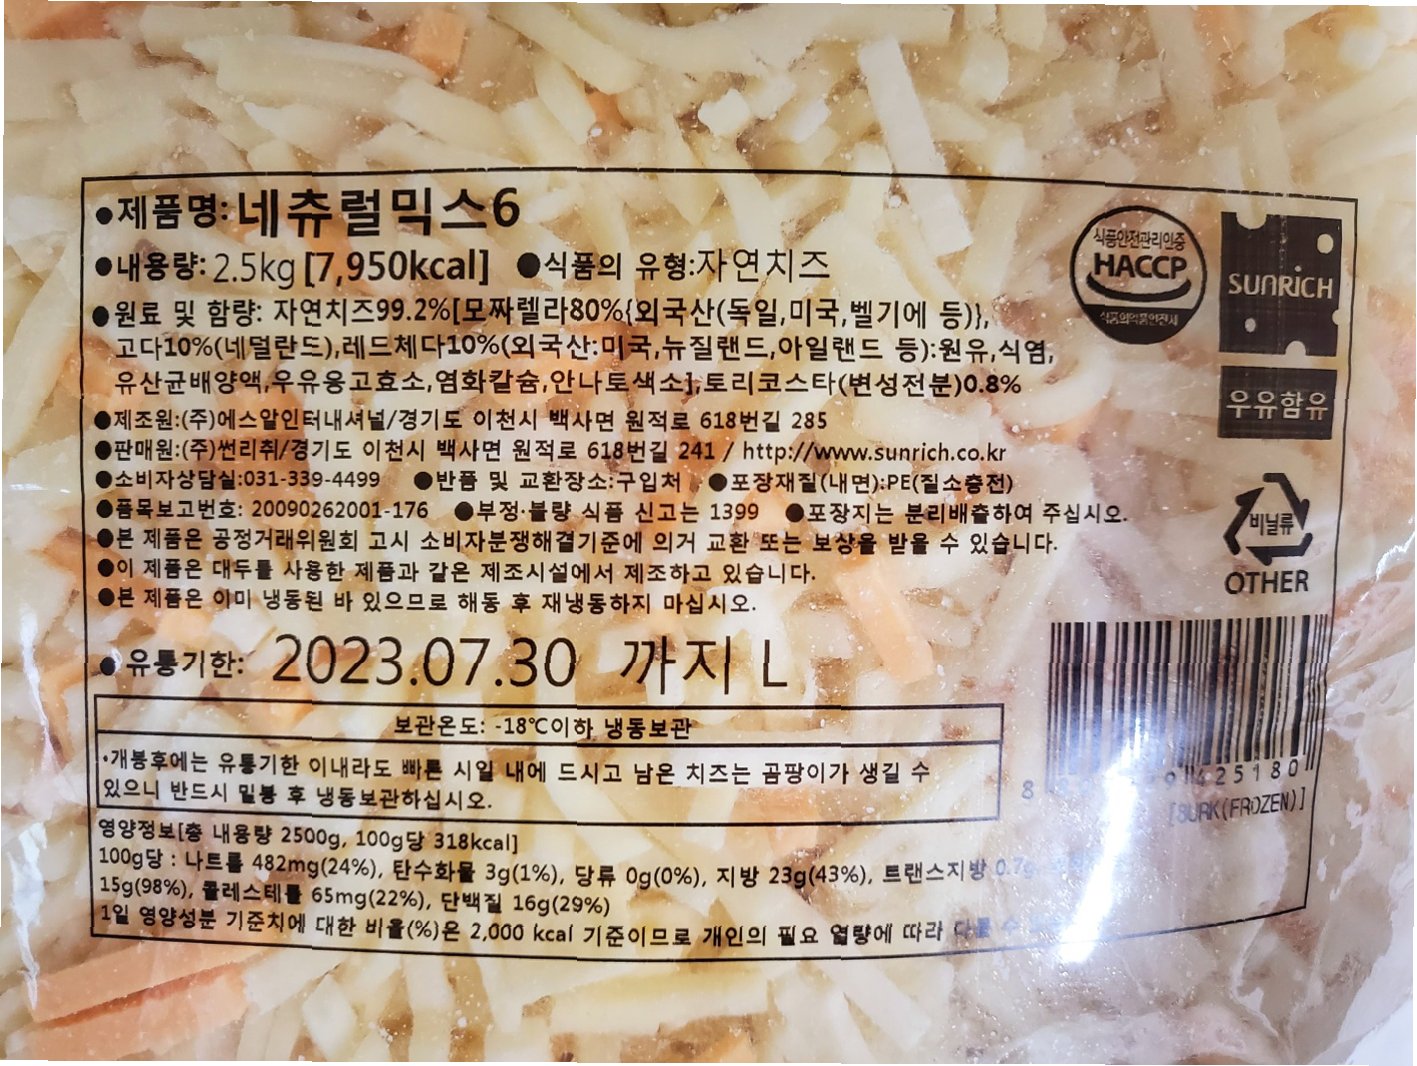 ●제품명: 네츄럴믹스6
●내용량: 2.5kg [7,950kcal] ●식품의 유형:자연치즈
●원료 및 함량: 자연치즈99.2%[모짜렐라80%{외국산(독일,미국,벨기에 등)},
고다10%(네덜란드),레드체다10%(외국산:미국,뉴질랜드,아일랜드 등):원유,식염,
유산균배양액,우유응고효소,염화칼슘,안나토색소],토리코스타(변성전분)0.8%
●제조원:(주)에스알인터내셔널/경기도 이천시 백사면 원적로 618번길 285
●판매원:(주)썬리취/경기도 이천시 백사면 원적로 618번길 241 / http://www.sunrich.co.kr
●소비자상담실:031-339-4499 ●반품 및 교환장소:구입처 ●포장재질(내면):PE(질소충전)
●품목보고번호: 20090262001-176 ●부정·불량 식품 신고는 1399 ●포장지는 분리배출하여 주십시오.
●본 제품은 공정거래위원회 고시 소비자분쟁해결기준에 의거 교환 또는 보상을 받을 수 있습니다.
●이 제품은 대두를 사용한 제품과 같은 제조시설에서 제조하고 있습니다.
●본 제품은 이미 냉동된 바 있으므로 해동 후 재냉동하지 마십시오.
●유통기한: 2023.07.30 까지 L
보관온도: -18℃이하 냉동보관
·개봉후에는 유통기한 이내라도 빠른 시일 내에 드시고 남은 치즈는 곰팡이가 생길 수
있으니 반드시 밀봉 후 냉동보관하십시오.
영양정보[총 내용량 2500g, 100g당 318kcal]
100g당 : 나트륨 482mg(24%), 탄수화물 3g(1%), 당류 0g(0%), 지방 23g(43%), 트랜스지방 0.7g
15g(98%), 콜레스테롤 65mg(22%), 단백질 16g(29%)
1일 영양성분 기준치에 대한 비율(%)은 2,000 kcal 기준이므로 개인의 필요 열량에 따라 다를 수
식품안전관리인증
HACCP
식품의약품안전처
SUNRICH
우유함유
비닐류
OTHER
8 9 425180
[BURK(FROZEN)]